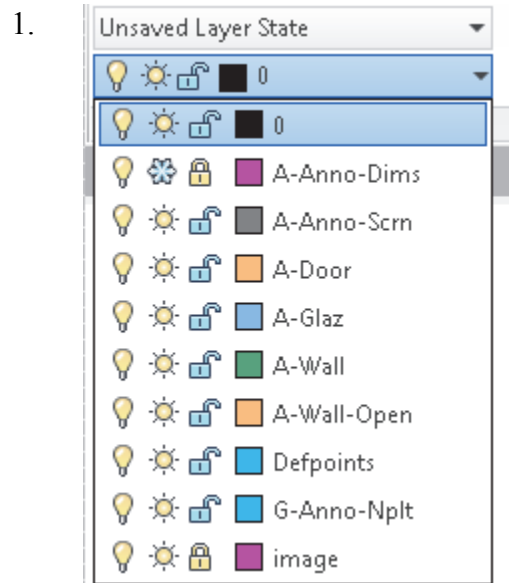 1.
Unsaved Layer State
0
0
A-Anno-Dims
A-Anno-Scrn
A-Door
A-Glaz
A-Wall
A-Wall-Open
Defpoints
G-Anno-Nplt
image